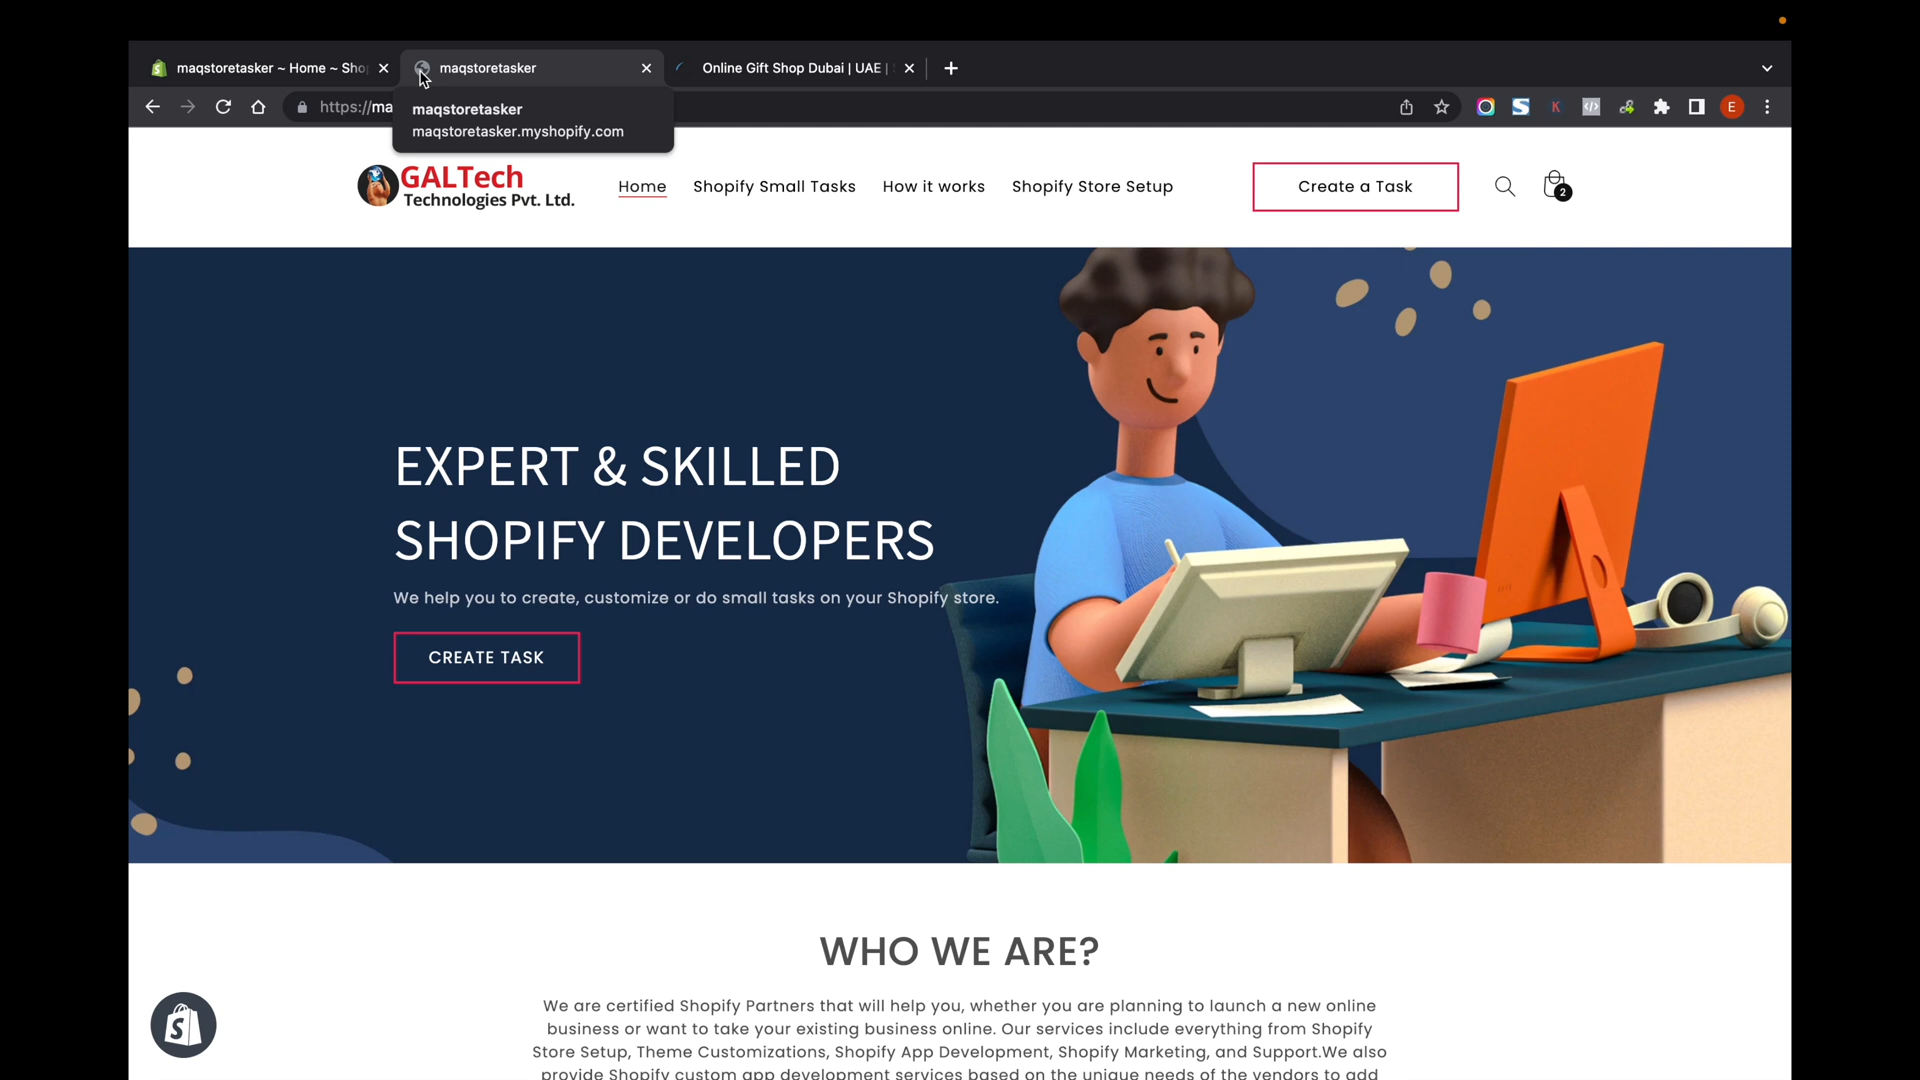 maqstoretasker ~ Home ~ Sho
maqstoretasker
Online Gift Shop Dubai | UAE |
https://ma
maqstoretasker
maqstoretasker.myshopify.com
E
GALTech
Technologies Pvt. Ltd.
Home
Shopify Small Tasks
How it works
Shopify Store Setup
Create a Task
2
EXPERT & SKILLED
SHOPIFY DEVELOPERS
We help you to create, customize or do small tasks on your Shopify store.
CREATE TASK
WHO WE ARE?
We are certified Shopify Partners that will help you, whether you are planning to launch a new online
business or want to take your existing business online. Our services include everything from Shopify
Store Setup, Theme Customizations, Shopify App Development, Shopify Marketing, and Support.We also
provide Shopify custom app development services based on the unique needs of the vendors to add